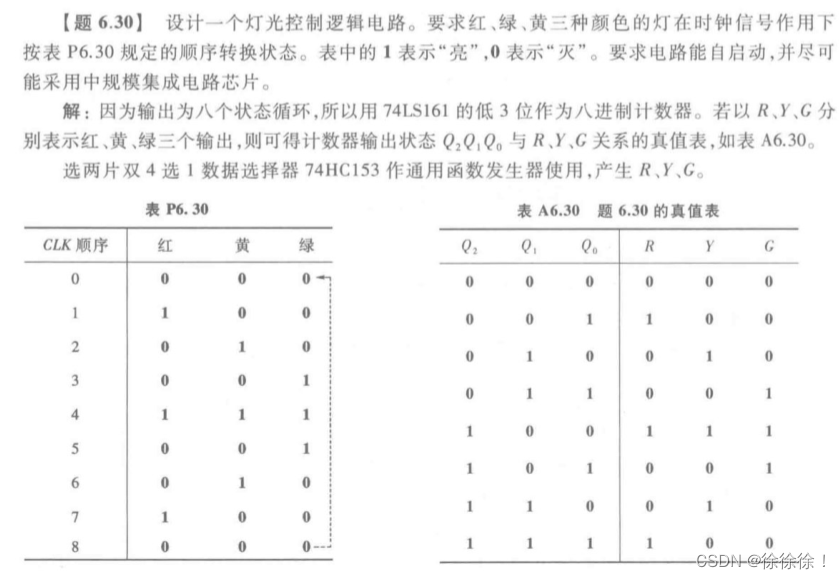 【题 6.30】 设计一个灯光控制逻辑电路。要求红、绿、黄三种颜色的灯在时钟信号作用下
按表 P6.30 规定的顺序转换状态。表中的 1 表示“亮”,0 表示“灭”。要求电路能自启动,并尽可
能采用中规模集成电路芯片。
解：因为输出为八个状态循环,所以用 74LS161 的低 3 位作为八进制计数器。若以 R、Y、G 分
别表示红、黄、绿三个输出,则可得计数器输出状态 Q₂Q₁Q₀ 与 R、Y、G 关系的真值表,如表 A6.30。
选两片双 4 选 1 数据选择器 74HC153 作通用函数发生器使用,产生 R、Y、G。
表 P6.30
CLK 顺序 红 黄 绿
0 0 0 0
1 1 0 0
2 0 1 0
3 0 0 1
4 1 1 1
5 0 0 1
6 0 1 0
7 1 0 0
8 0 0 0
表 A6.30 题 6.30 的真值表
Q₂ Q₁ Q₀ R Y G
0 0 0 0 0 0
0 0 1 1 0 0
0 1 0 0 1 0
0 1 1 0 0 1
1 0 0 1 1 1
1 0 1 0 0 1
1 1 0 0 1 0
1 1 1 1 0 0
CSDN @徐徐徐！